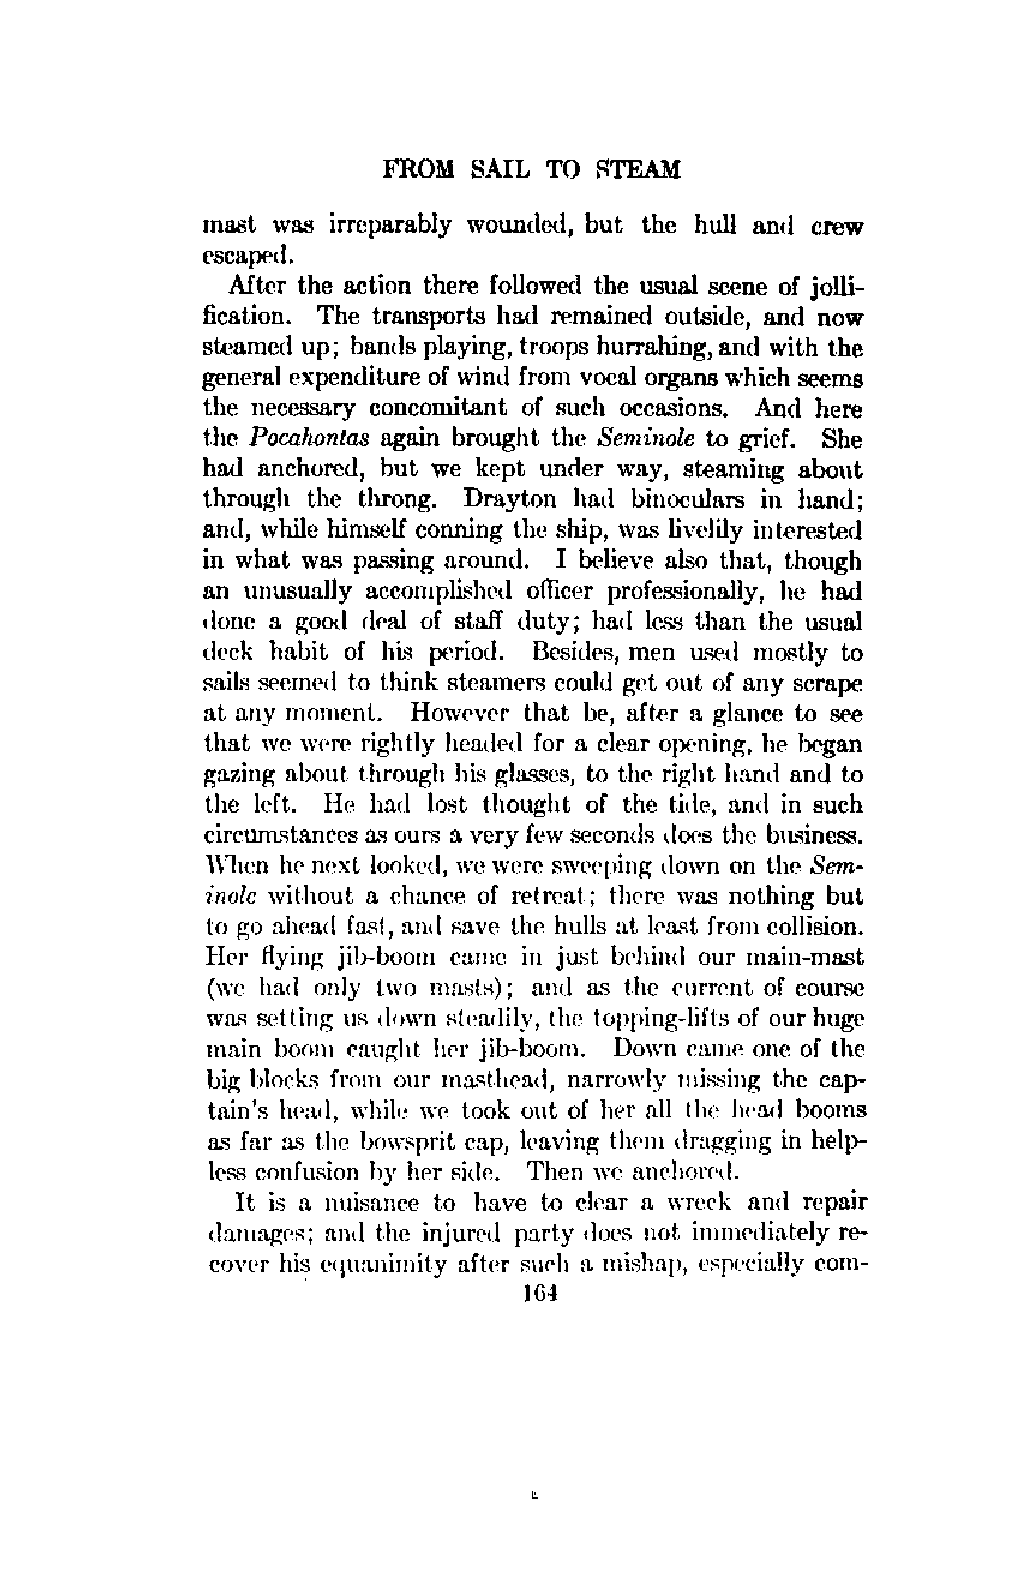 FROM SAIL TO STEAM
mast was irreparably wounded, but the hull and crew
escaped.
After the action there followed the usual scene of jolli-
fication. The transports had remained outside, and now
steamed up; bands playing, troops hurrahing, and with the
general expenditure of wind from vocal organs which seems
the necessary concomitant of such occasions. And here
the Pocahontas again brought the Seminole to grief. She
had anchored, but we kept under way, steaming about
through the throng. Drayton had binoculars in hand;
and, while himself conning the ship, was livelily interested
in what was passing around. I believe also that, though
an unusually accomplished officer professionally, he had
done a good deal of staff duty; had less than the usual
deck habit of his period. Besides, men used mostly to
sails seemed to think steamers could get out of any scrape
at any moment. However that be, after a glance to see
that we were rightly headed for a clear opening, he began
gazing about through his glasses, to the right hand and to
the left. He had lost thought of the tide, and in such
circumstances as ours a very few seconds does the business.
When he next looked, we were sweeping down on the Sem-
inole without a chance of retreat; there was nothing but
to go ahead fast, and save the hulls at least from collision.
Her flying jib-boom came in just behind our main-mast
(we had only two masts); and as the current of course
was setting us down steadily, the topping-lifts of our huge
main boom caught her jib-boom. Down came one of the
big blocks from our masthead, narrowly missing the cap-
tain's head, while we took out of her all the head booms
as far as the bowsprit cap, leaving them dragging in help-
less confusion by her side. Then we anchored.
It is a nuisance to have to clear a wreck and repair
damages; and the injured party does not immediately re-
cover his equanimity after such a mishap, especially com-
164